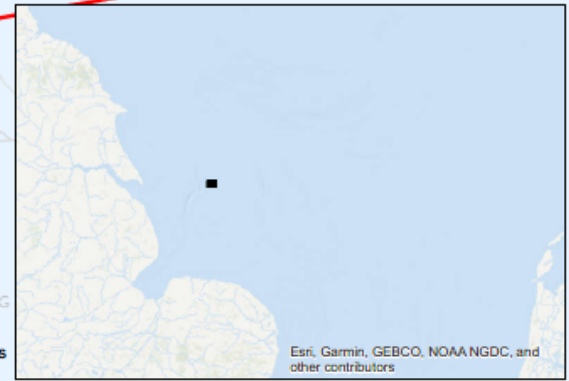 G
s
Esri, Garmin, GEBCO, NOAA NGDC, and
other contributors